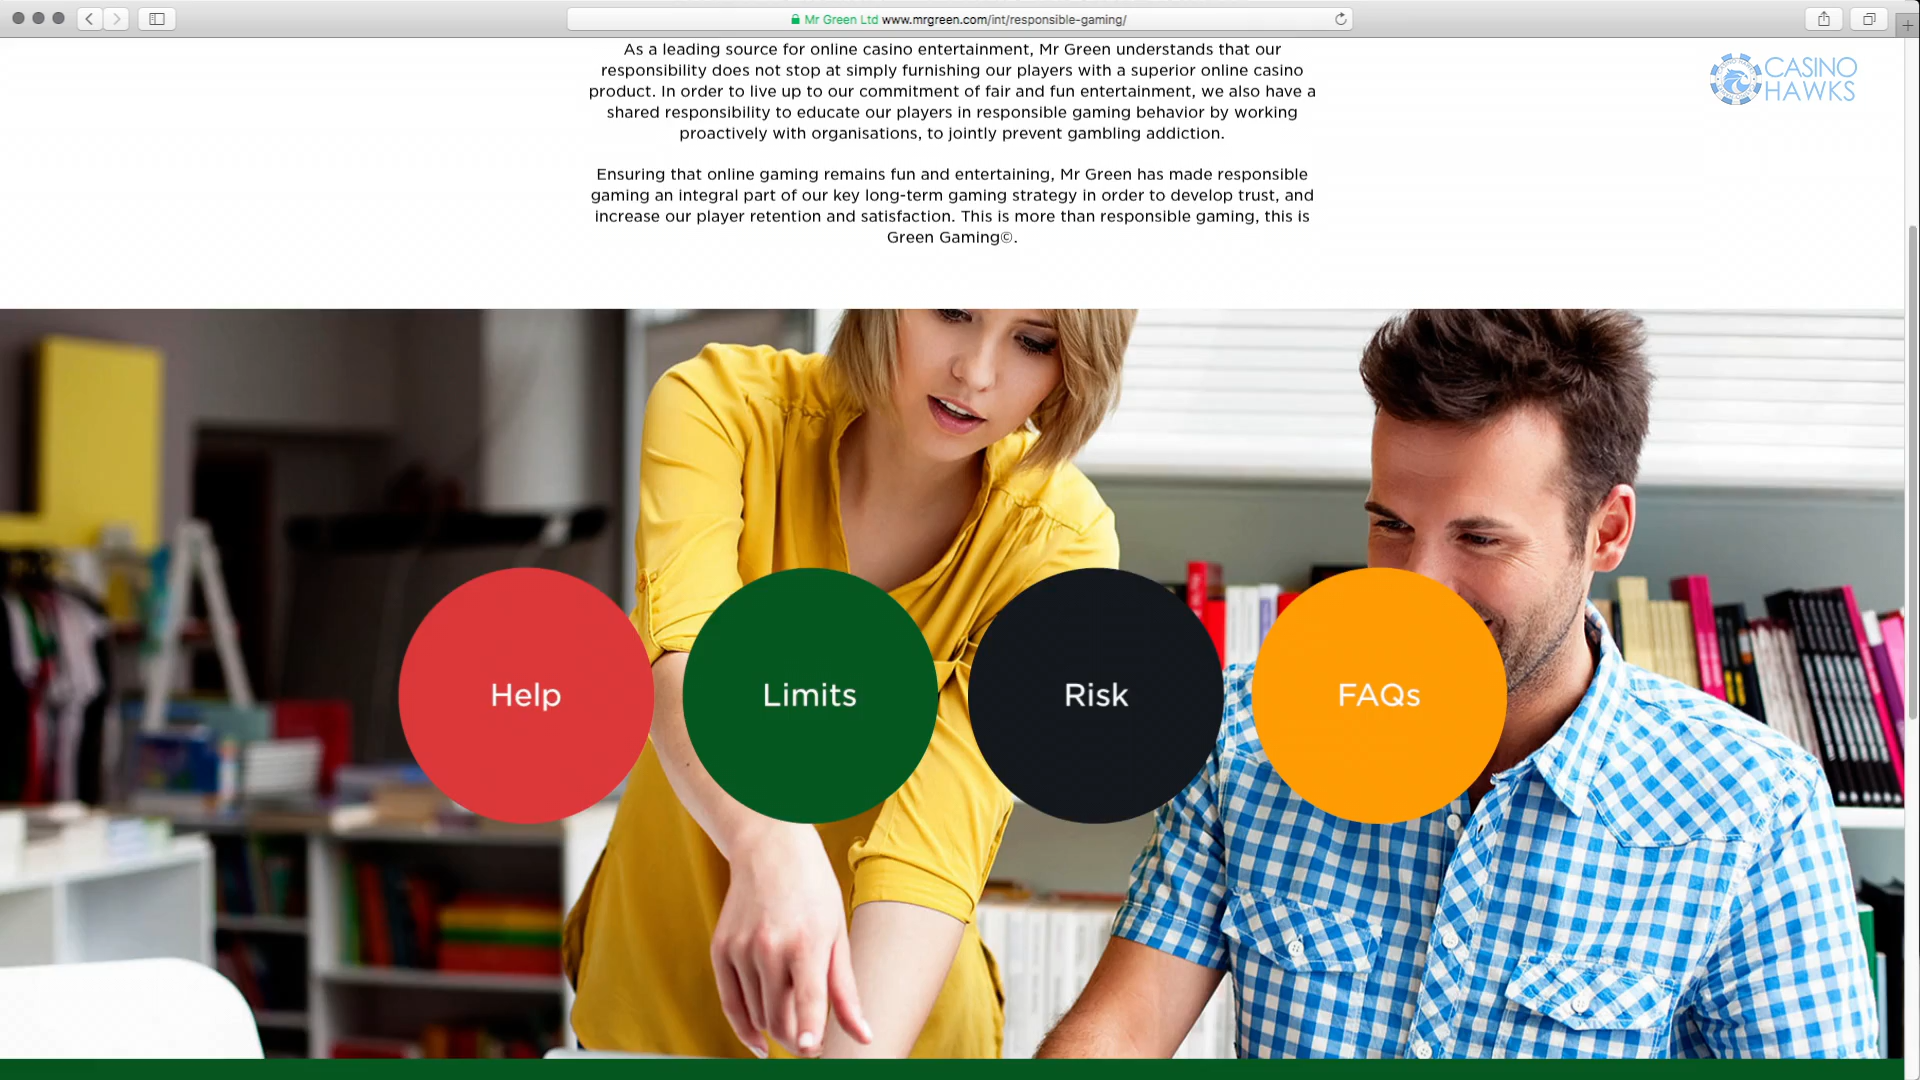 Mr Green Ltd www.mrgreen.com/int/responsible-gaming/
As a leading source for online casino entertainment, Mr Green understands that our
responsibility does not stop at simply furnishing our players with a superior online casino
product. In order to live up to our commitment of fair and fun entertainment, we also have a
shared responsibility to educate our players in responsible gaming behavior by working
proactively with organisations, to jointly prevent gambling addiction.
Ensuring that online gaming remains fun and entertaining, Mr Green has made responsible
gaming an integral part of our key long-term gaming strategy in order to develop trust, and
increase our player retention and satisfaction. This is more than responsible gaming, this is
Green Gaming©.
CASINO
HAWKS
Help
Limits
Risk
FAQs